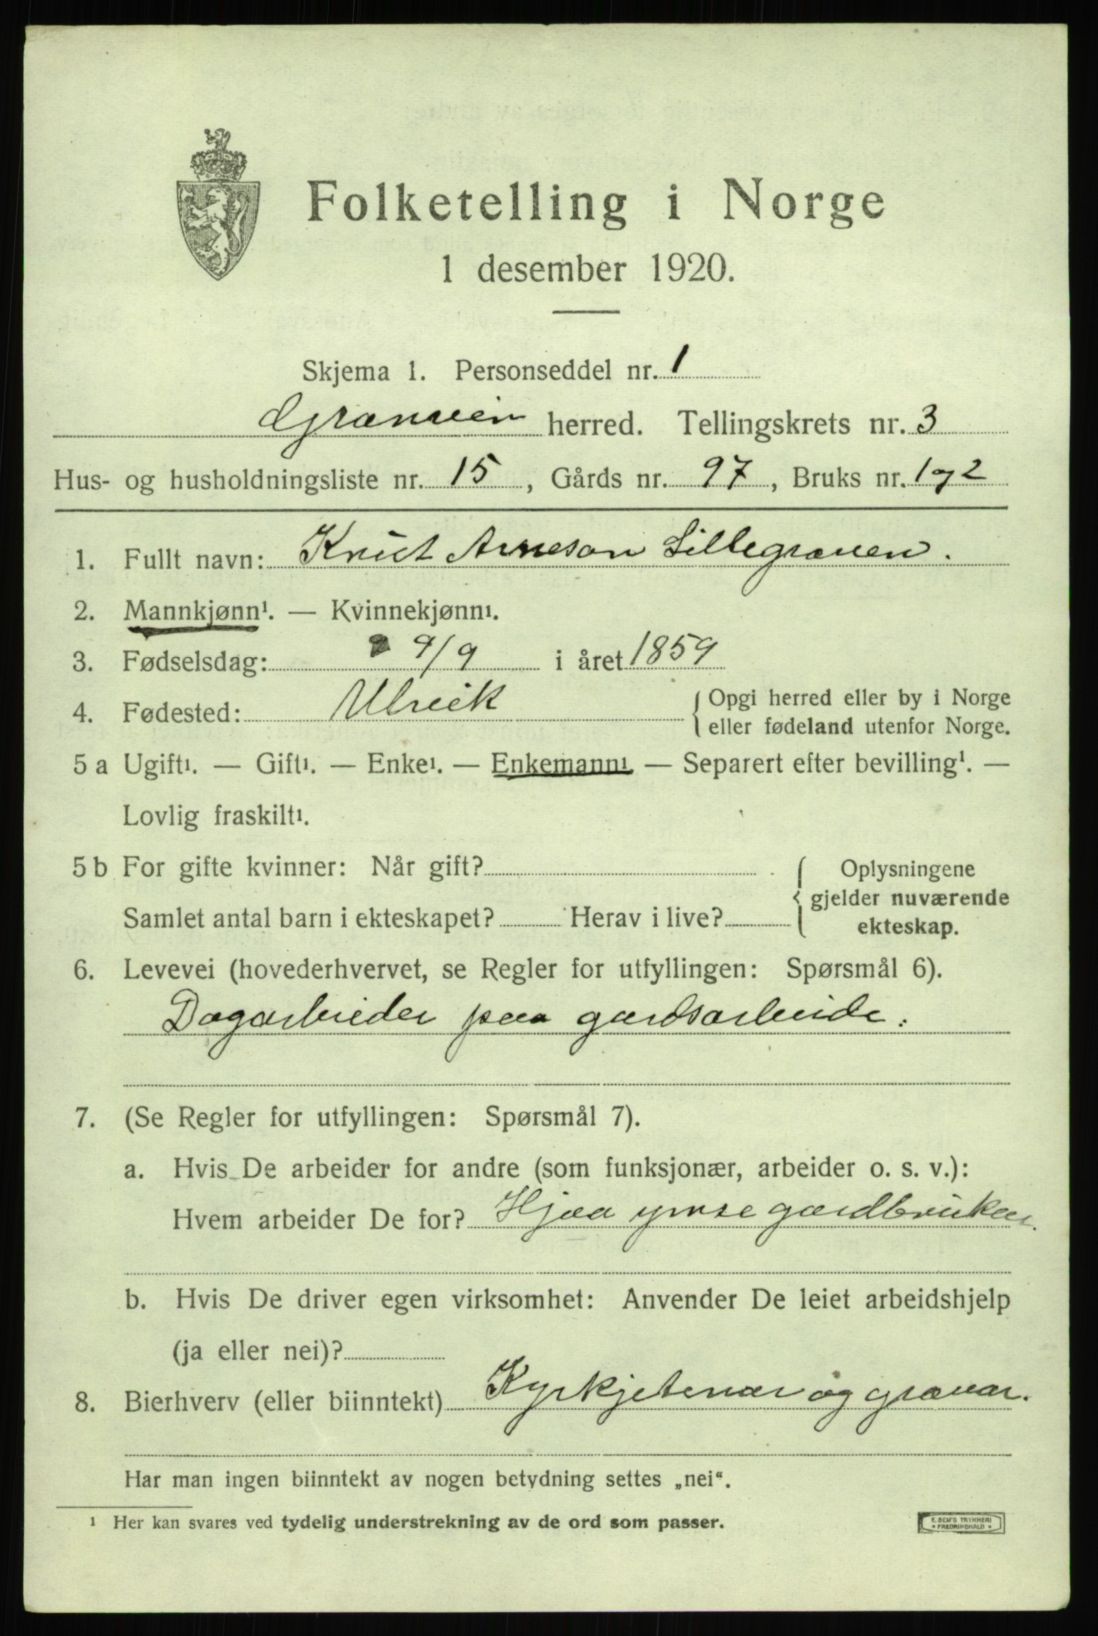 Folketelling i Norge
1 desember 1920.
Skjema 1. Personseddel nr. 1
Granvin herred. Tellingskrets nr. 3
Hus- og husholdningsliste nr. 15, Gårds nr. 97, Bruks nr. 1 og 2
1. Fullt navn: Knut Arneson Lillegraven.
2. Mannkjønn¹. — Kvinnekjønn¹.
3. Fødselsdag: 9/9 i året 1859
4. Fødested: Ulvik { Opgi herred eller by i Norge
eller fødeland utenfor Norge.
5 a Ugift¹. — Gift¹. — Enke¹. — Enkemann¹ — Separert efter bevilling¹. —
Lovlig fraskilt¹.
5 b For gifte kvinner: Når gift? { Oplysningene
gjelder nuværende
Samlet antal barn i ekteskapet? Herav i live?
ekteskap.
6. Levevei (hovederhvervet, se Regler for utfyllingen: Spørsmål 6).
Dagarbeider paa gardsarbeide.
7. (Se Regler for utfyllingen: Spørsmål 7).
a. Hvis De arbeider for andre (som funksjonær, arbeider o. s. v.):
Hvem arbeider De for? Hjaa ymse gardbrukar.
b. Hvis De driver egen virksomhet: Anvender De leiet arbeidshjelp
(ja eller nei)?
8. Bierhverv (eller biinntekt) Kyrkjetenar og gravar.
Har man ingen biinntekt av nogen betydning settes „nei“.
¹ Her kan svares ved tydelig understrekning av de ord som passer.
E. SEM'S TRYKKERI
FREDRIKSHALD